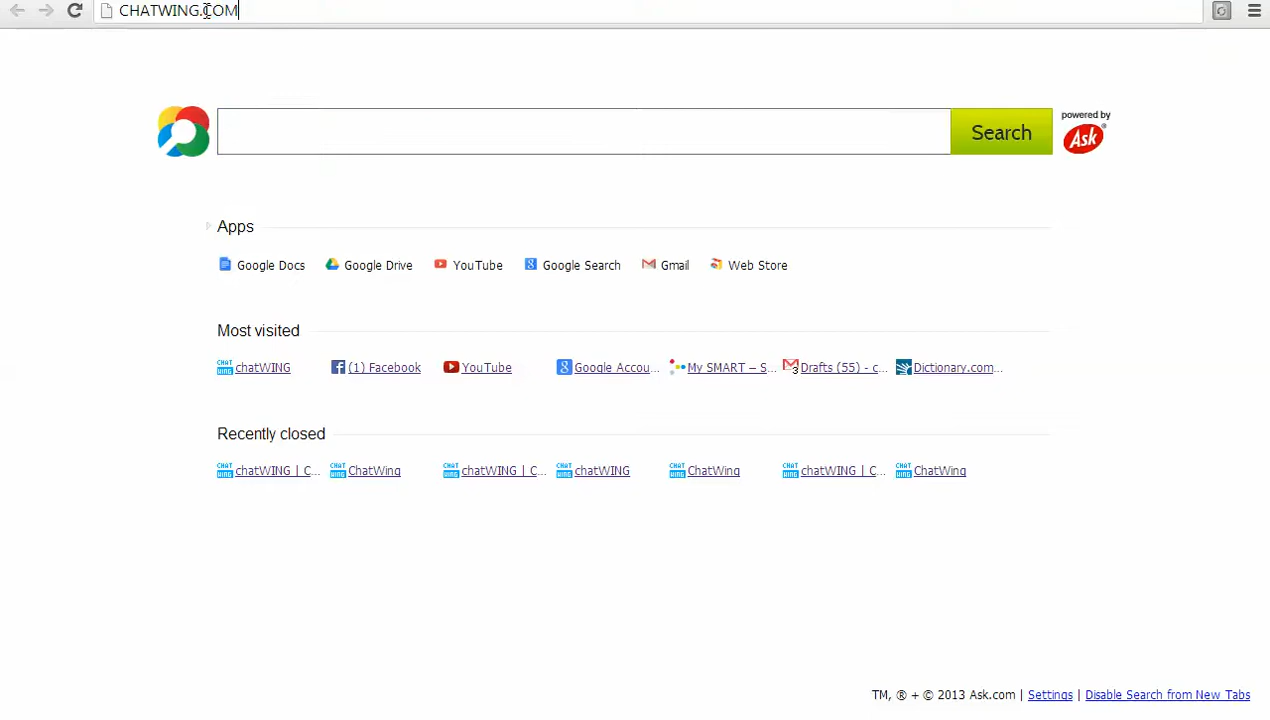 CHATWING.COM
Search
powered by
Ask
Apps
Google Docs Google Drive YouTube Google Search Gmail Web Store
Most visited
chatWING (1) Facebook YouTube Google Accou... My SMART – S... Drafts (55) - c... Dictionary.com...
Recently closed
chatWING | C... ChatWing chatWING | C... chatWING ChatWing chatWING | C... ChatWing
TM, ® + © 2013 Ask.com | Settings | Disable Search from New Tabs